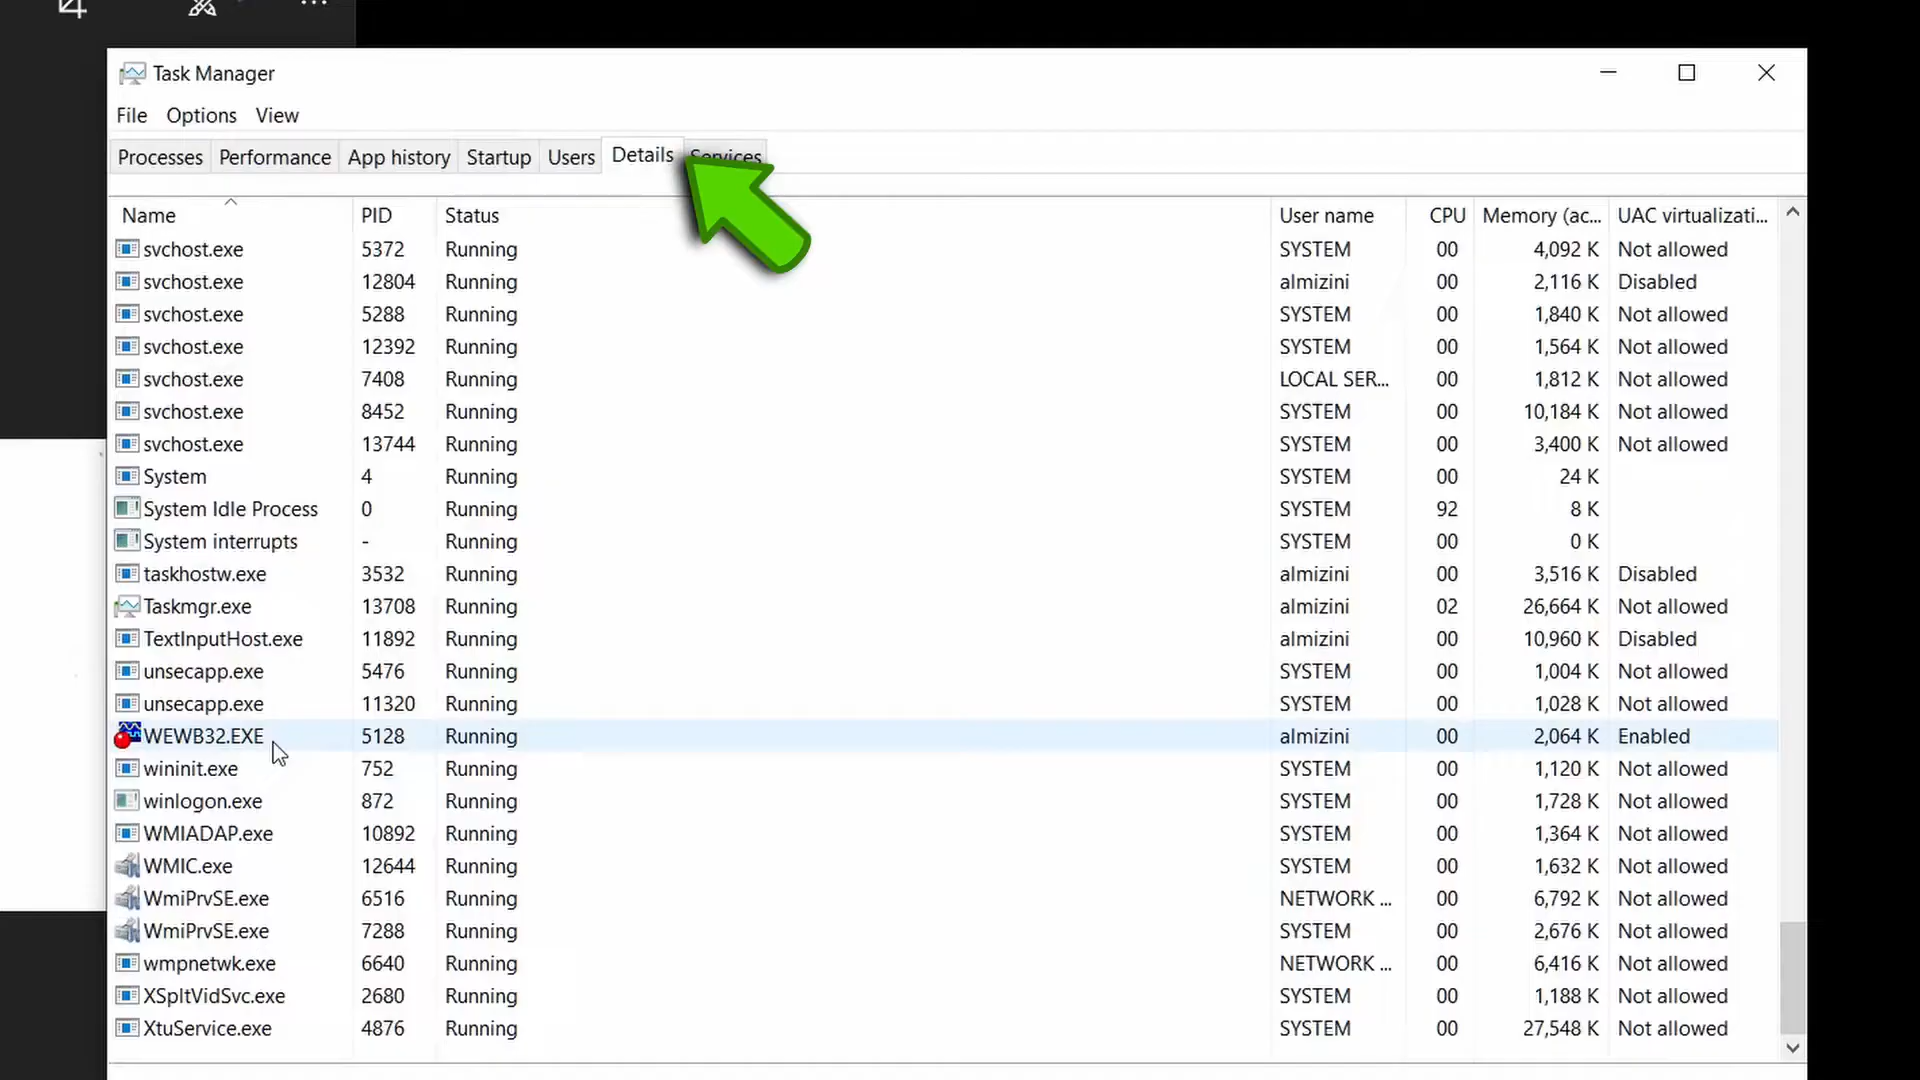 Task Manager
File Options View
Processes Performance App history Startup Users Details Services
Name PID Status User name CPU Memory (ac... UAC virtualizati...
svchost.exe 5372 Running SYSTEM 00 4,092 K Not allowed
svchost.exe 12804 Running almizini 00 2,116 K Disabled
svchost.exe 5288 Running SYSTEM 00 1,840 K Not allowed
svchost.exe 12392 Running SYSTEM 00 1,564 K Not allowed
svchost.exe 7408 Running LOCAL SER... 00 1,812 K Not allowed
svchost.exe 8452 Running SYSTEM 00 10,184 K Not allowed
svchost.exe 13744 Running SYSTEM 00 3,400 K Not allowed
System 4 Running SYSTEM 00 24 K
System Idle Process 0 Running SYSTEM 92 8 K
System interrupts - Running SYSTEM 00 0 K
taskhostw.exe 3532 Running almizini 00 3,516 K Disabled
Taskmgr.exe 13708 Running almizini 02 26,664 K Not allowed
TextInputHost.exe 11892 Running almizini 00 10,960 K Disabled
unsecapp.exe 5476 Running SYSTEM 00 1,004 K Not allowed
unsecapp.exe 11320 Running SYSTEM 00 1,028 K Not allowed
WEWB32.EXE 5128 Running almizini 00 2,064 K Enabled
wininit.exe 752 Running SYSTEM 00 1,120 K Not allowed
winlogon.exe 872 Running SYSTEM 00 1,728 K Not allowed
WMIADAP.exe 10892 Running SYSTEM 00 1,364 K Not allowed
WMIC.exe 12644 Running SYSTEM 00 1,632 K Not allowed
WmiPrvSE.exe 6516 Running NETWORK ... 00 6,792 K Not allowed
WmiPrvSE.exe 7288 Running SYSTEM 00 2,676 K Not allowed
wmpnetwk.exe 6640 Running NETWORK ... 00 6,416 K Not allowed
XSpltVidSvc.exe 2680 Running SYSTEM 00 1,188 K Not allowed
XtuService.exe 4876 Running SYSTEM 00 27,548 K Not allowed